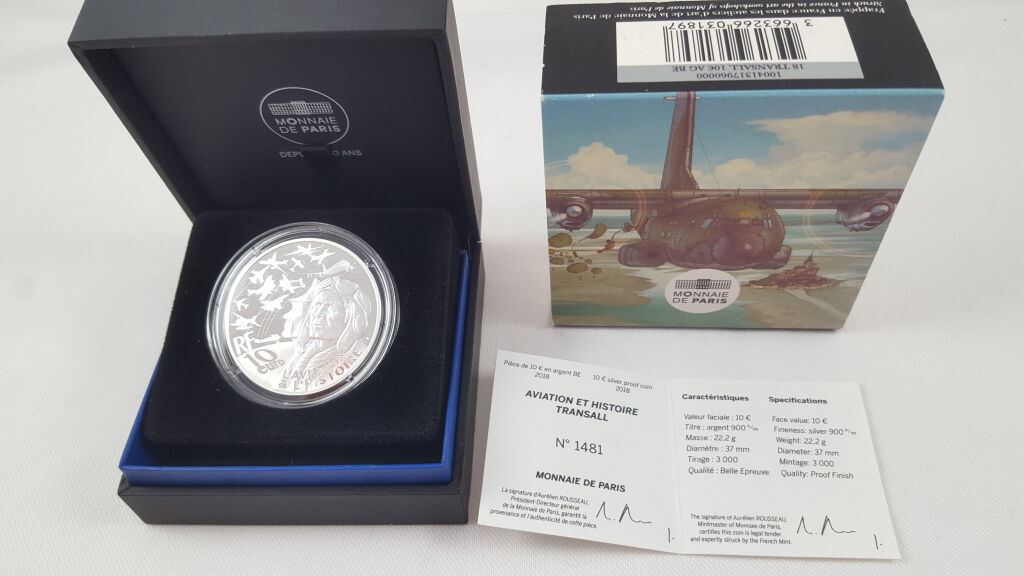 MONNAIE
DE PARIS
ANS
RF
10
euro
L'AVIATION
& L'HISTOIRE
Frappée en France dans les ateliers d'art de la Monnaie de Paris
Struck in France in the art workshops of Monnaie de Paris
3 663266 031897
10041317960000
18 TRANSALL 10€ AG BE
MONNAIE
DE PARIS
Pièce de 10 € en argent BE
2018
10 € silver proof coin
2018
AVIATION ET HISTOIRE
TRANSALL
N° 1481
MONNAIE DE PARIS
La signature d'Aurélien ROUSSEAU,
Président-Directeur général
de la Monnaie de Paris, garantit la
provenance et l'authenticité de cette pièce.
Caractéristiques
Valeur faciale : 10 €
Titre : argent 900 ‰
Masse : 22,2 g
Diamètre : 37 mm
Tirage : 3 000
Qualité : Belle Epreuve
Specifications
Face value: 10 €
Fineness: silver 900 ‰
Weight: 22,2 g
Diameter: 37 mm
Mintage: 3 000
Quality: Proof Finish
The signature of Aurélien ROUSSEAU,
Mintmaster of Monnaie de Paris,
certifies this coin is legal tender
and expertly struck by the French Mint.